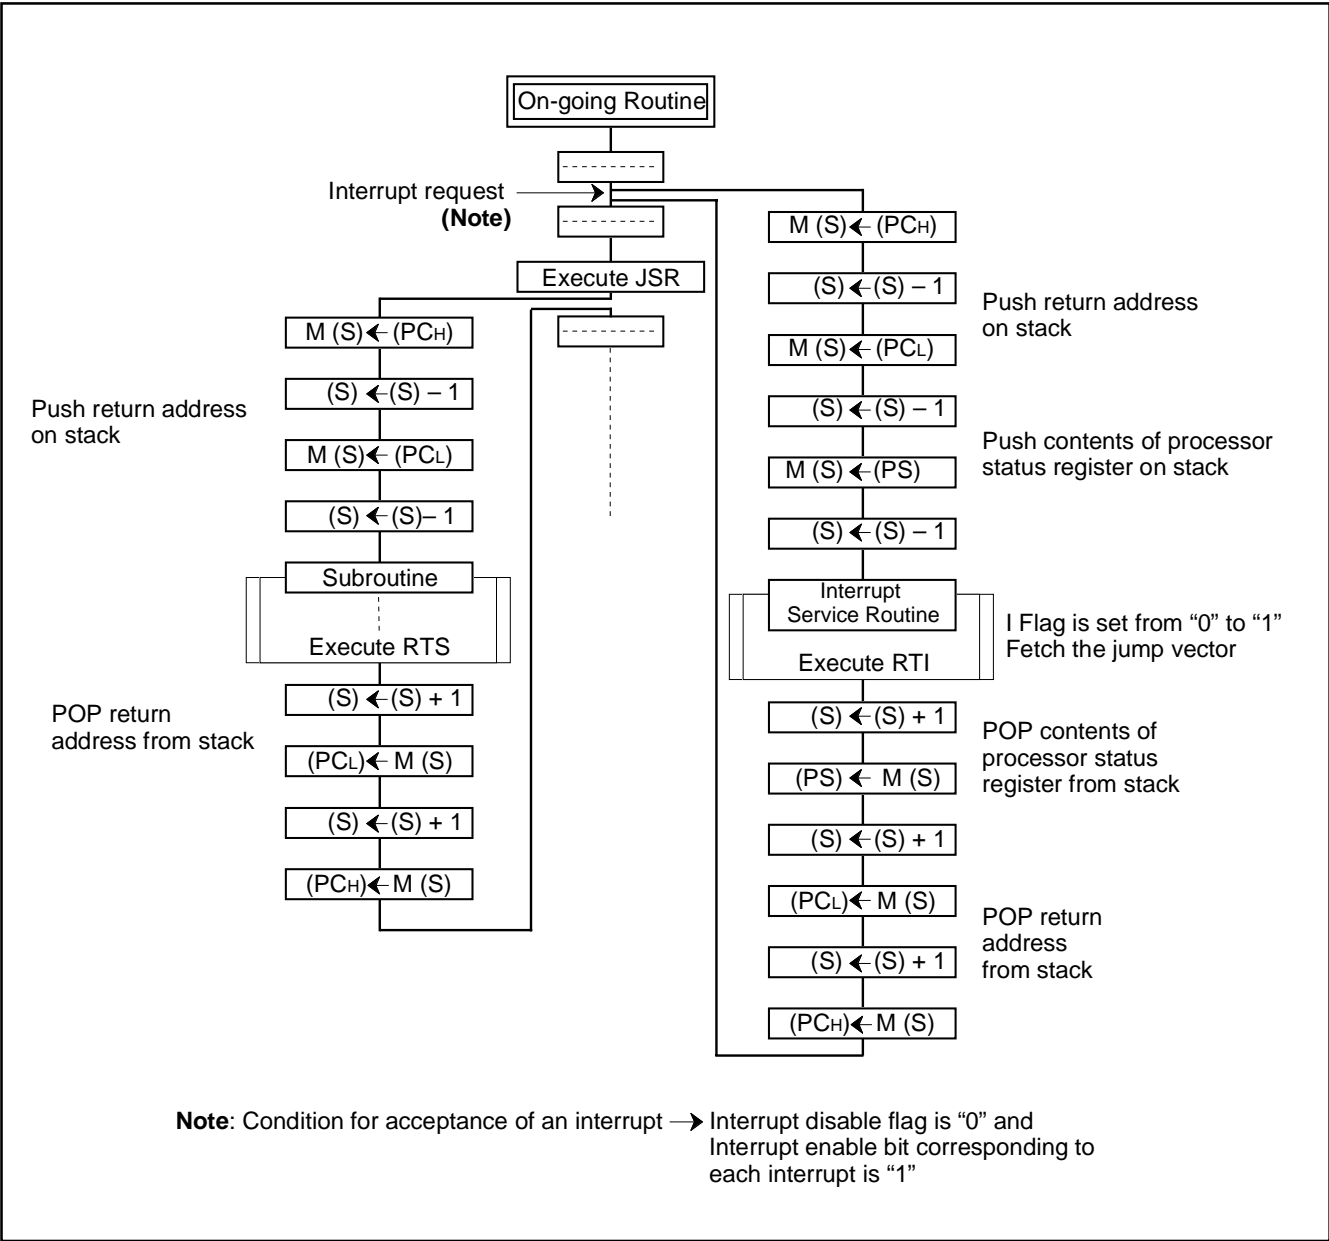 On-going Routine
Interrupt request
(Note)
Execute JSR
M (S) ← (PCH)
(S) ← (S) – 1
M (S) ← (PCL)
(S) ← (S)– 1
Push return address
on stack
Subroutine
Execute RTS
POP return
address from stack
(S) ← (S) + 1
(PCL) ← M (S)
(S) ← (S) + 1
(PCH) ← M (S)
M (S) ← (PCH)
(S) ← (S) – 1
M (S) ← (PCL)
(S) ← (S) – 1
Push return address
on stack
M (S) ← (PS)
(S) ← (S) – 1
Push contents of processor
status register on stack
Interrupt
Service Routine
Execute RTI
I Flag is set from “0” to “1”
Fetch the jump vector
(S) ← (S) + 1
(PS) ← M (S)
POP contents of
processor status
register from stack
(S) ← (S) + 1
(PCL) ← M (S)
(S) ← (S) + 1
(PCH) ← M (S)
POP return
address
from stack
Note: Condition for acceptance of an interrupt → Interrupt disable flag is “0” and
Interrupt enable bit corresponding to
each interrupt is “1”